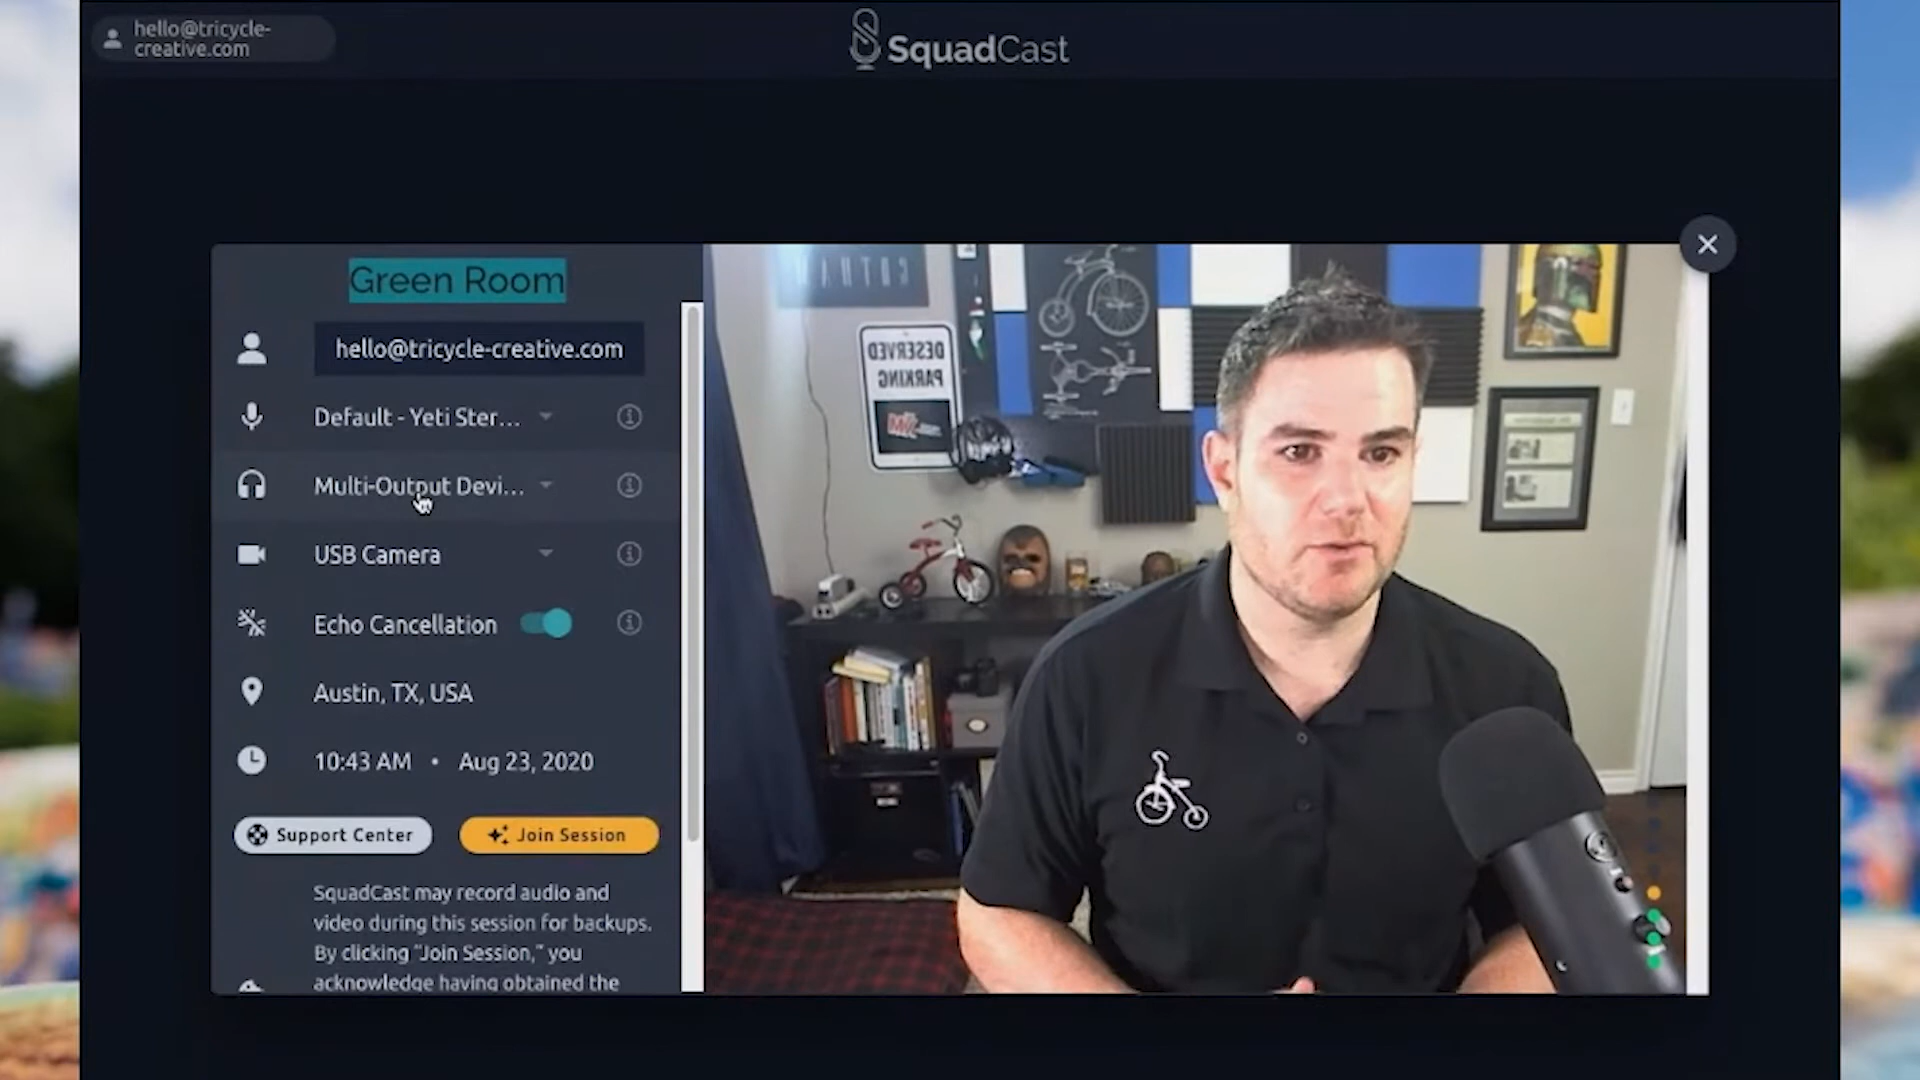 hello@tricycle-
creative.com
SquadCast
Green Room
hello@tricycle-creative.com
Default - Yeti Ster...
Multi-Output Devi...
USB Camera
Echo Cancellation
Austin, TX, USA
10:43 AM • Aug 23, 2020
Support Center
Join Session
SquadCast may record audio and
video during this session for backups.
By clicking "Join Session," you
acknowledge having obtained the
GOTHAM
RESERVED
PARKING